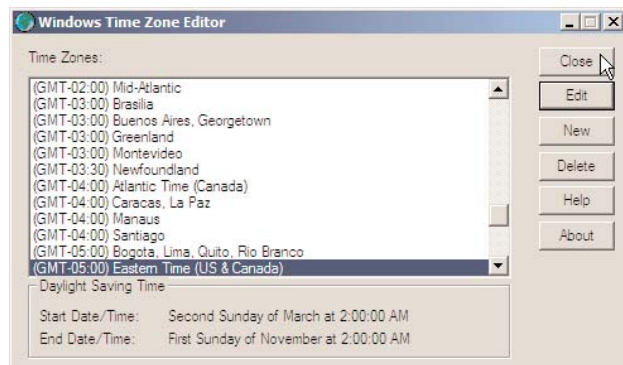 Windows Time Zone Editor
Time Zones:
(GMT-02:00) Mid-Atlantic
(GMT-03:00) Brasilia
(GMT-03:00) Buenos Aires, Georgetown
(GMT-03:00) Greenland
(GMT-03:00) Montevideo
(GMT-03:30) Newfoundland
(GMT-04:00) Atlantic Time (Canada)
(GMT-04:00) Caracas, La Paz
(GMT-04:00) Manaus
(GMT-04:00) Santiago
(GMT-05:00) Bogota, Lima, Quito, Rio Branco
(GMT-05:00) Eastern Time (US & Canada)
Close
Edit
New
Delete
Help
About
Daylight Saving Time
Start Date/Time: Second Sunday of March at 2:00:00 AM
End Date/Time: First Sunday of November at 2:00:00 AM